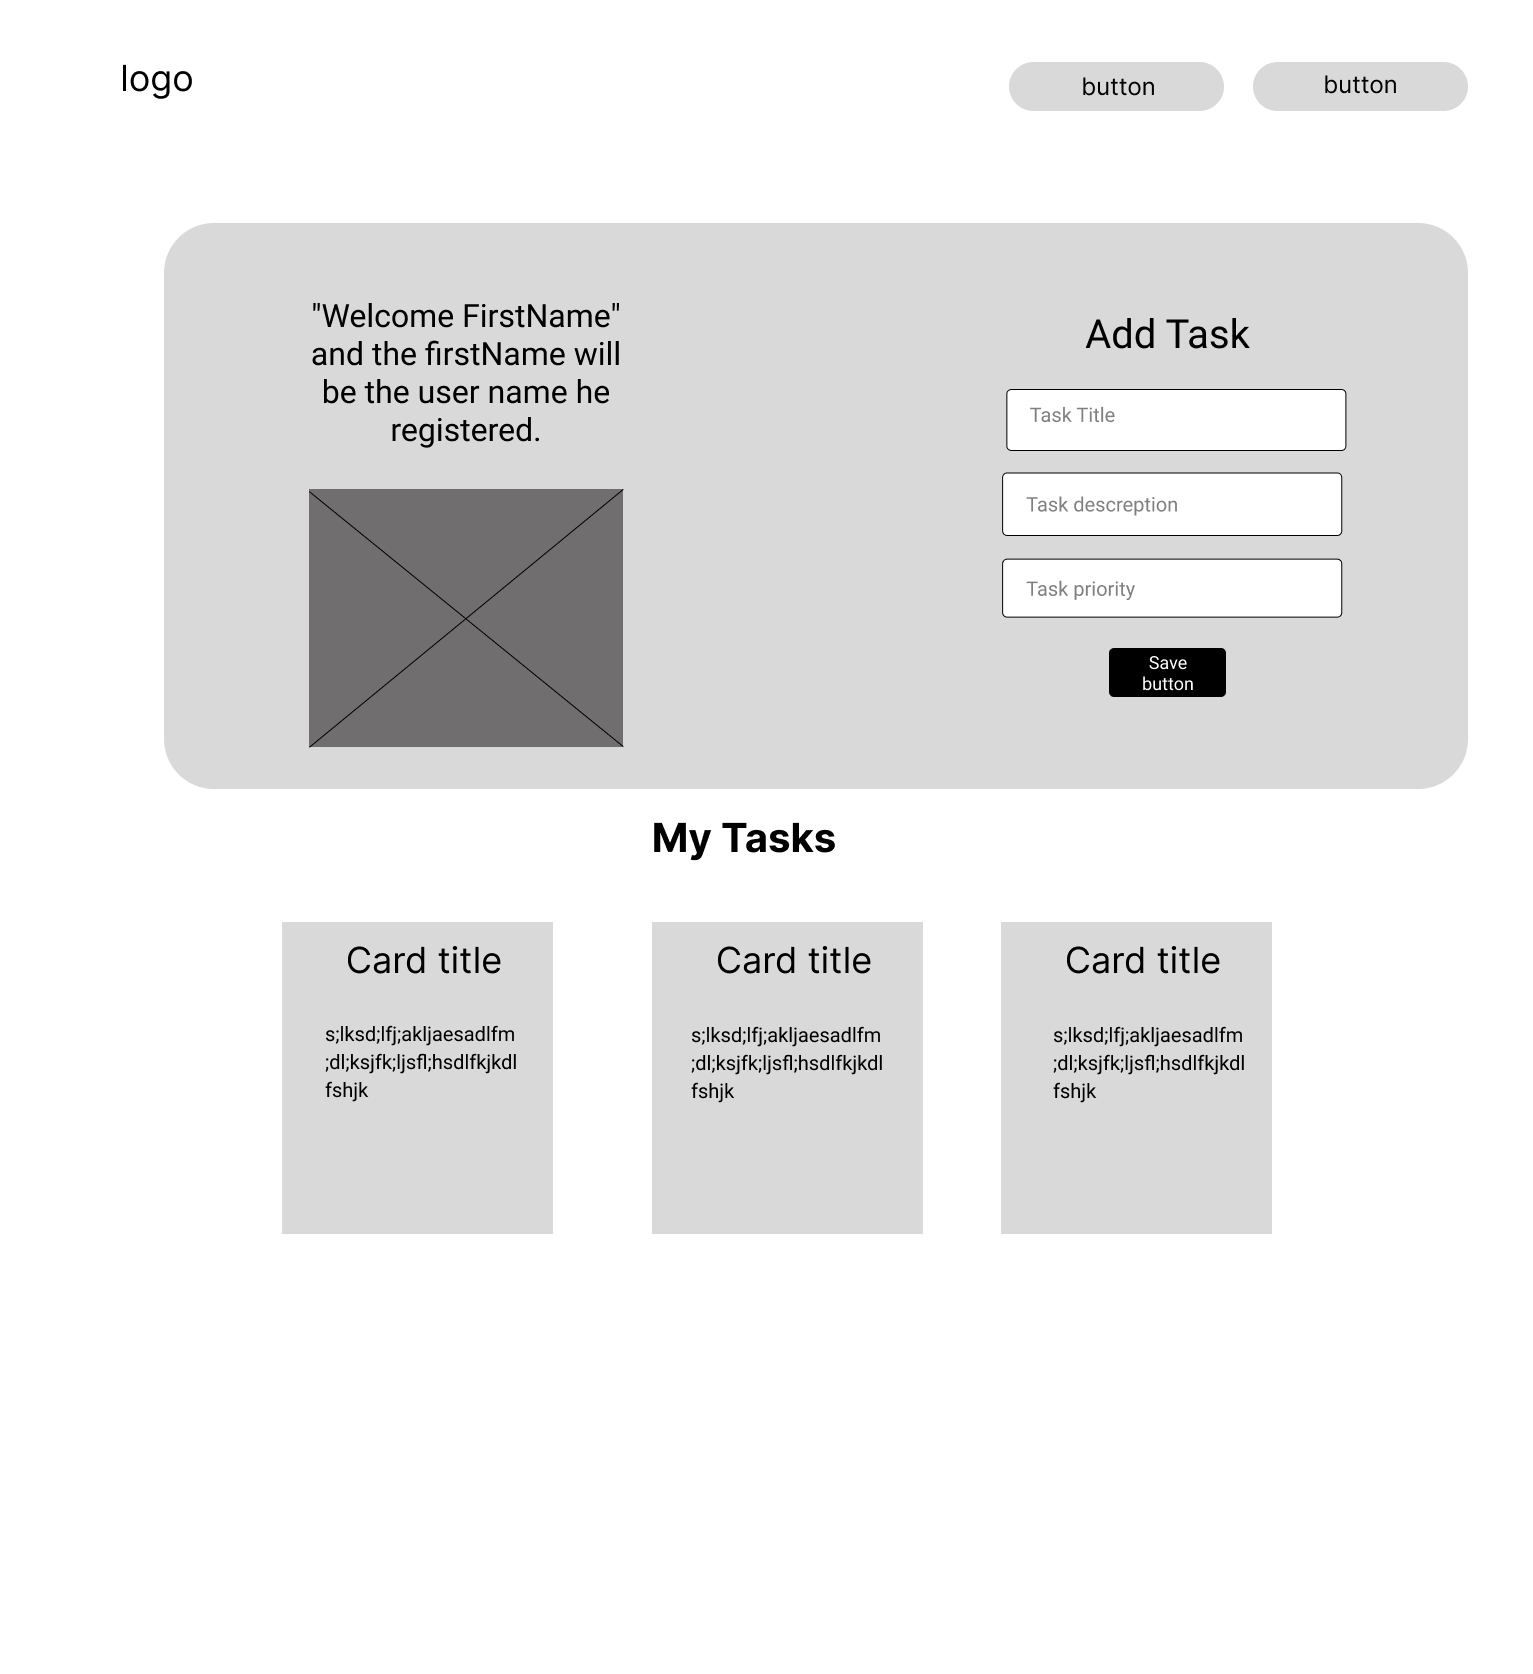 logo
button
button
"Welcome FirstName"
and the firstName will
be the user name he
registered.
Add Task
Task Title
Task descreption
Task priority
Save
button
My Tasks
Card title
s;lksd;lfj;akljaesadlfm
;dl;ksjfk;ljsfl;hsdlfkjkdl
fshjk
Card title
s;lksd;lfj;akljaesadlfm
;dl;ksjfk;ljsfl;hsdlfkjkdl
fshjk
Card title
s;lksd;lfj;akljaesadlfm
;dl;ksjfk;ljsfl;hsdlfkjkdl
fshjk